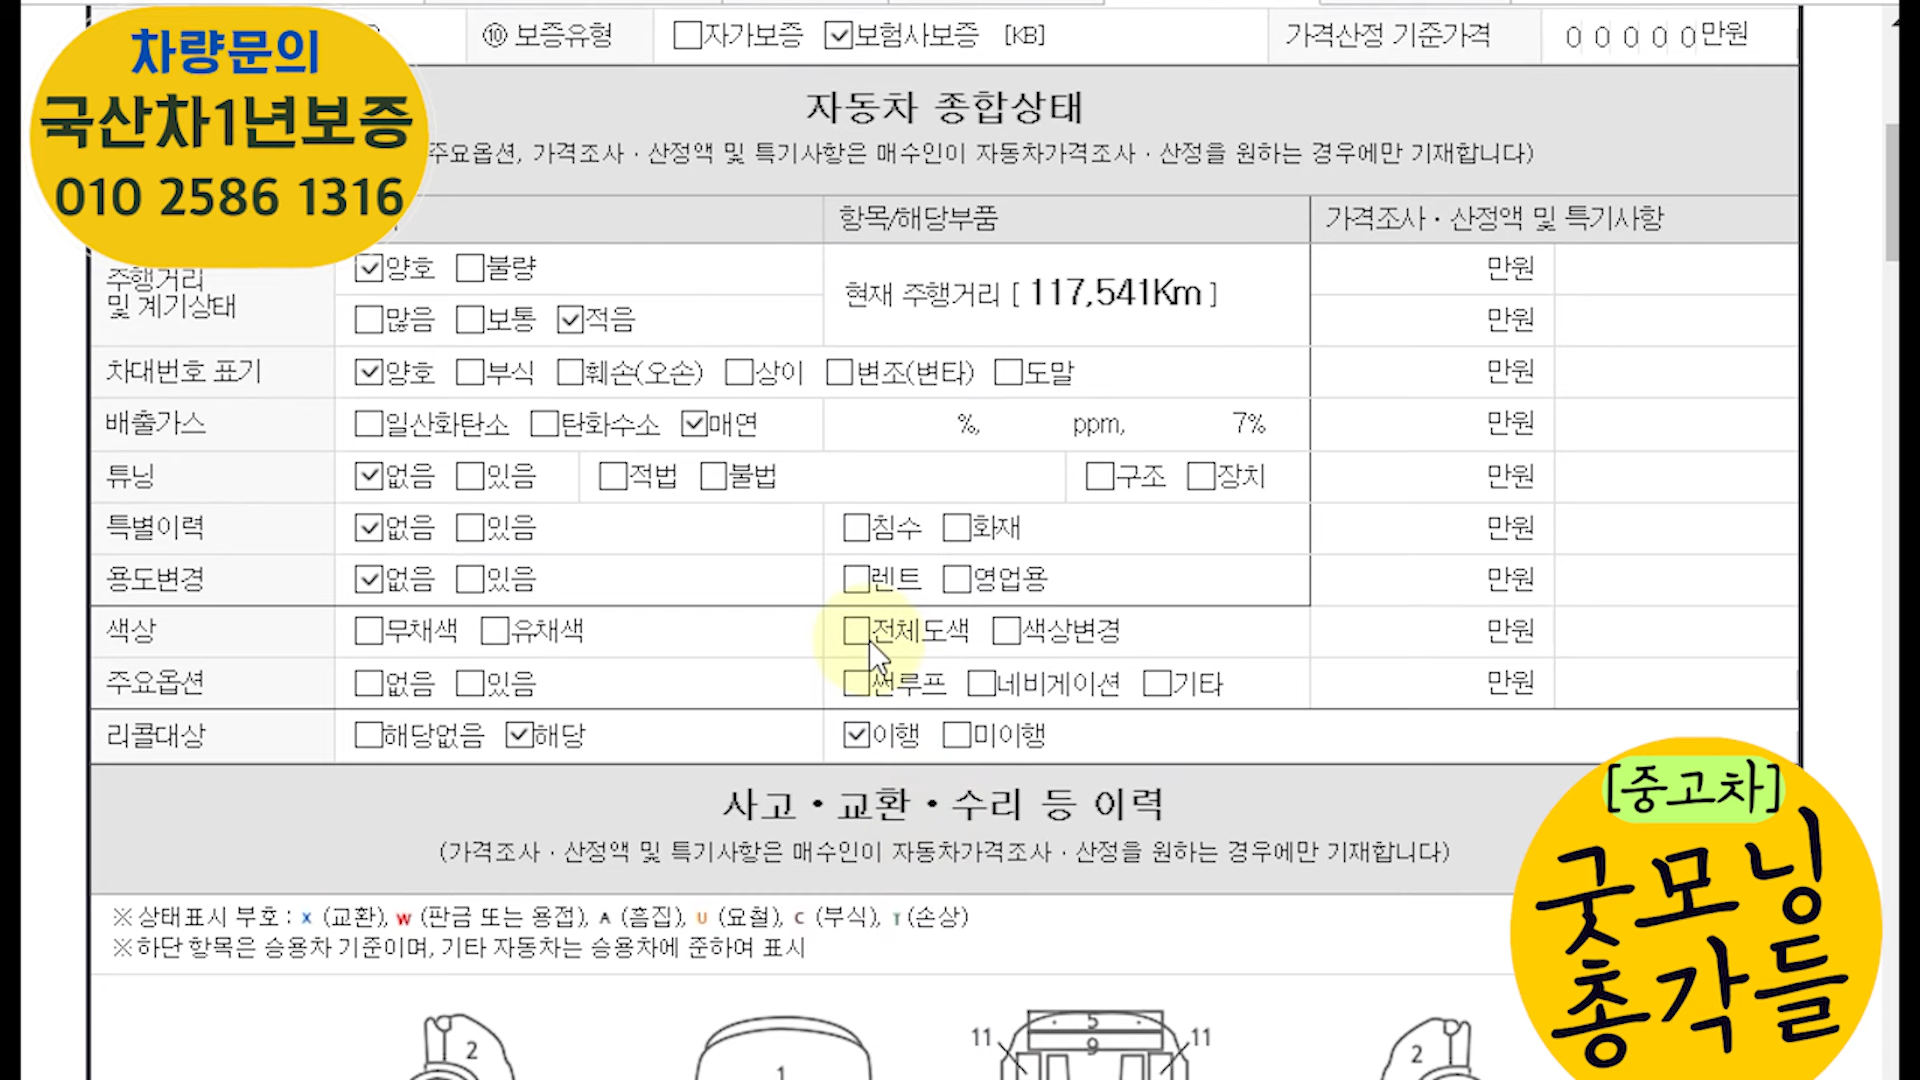 차량문의
국산차1년보증
010 2586 1316
⑩ 보증유형 □자가보증 ☑보험사보증 [KB] 가격산정 기준가격 0 0 0 0 0만원
자동차 종합상태
주요옵션, 가격조사 · 산정액 및 특기사항은 매수인이 자동차가격조사 · 산정을 원하는 경우에만 기재합니다)
항목/해당부품 가격조사 · 산정액 및 특기사항
주행거리
및 계기상태
☑양호 □불량 만원
현재 주행거리 [ 117,541Km ]
□많음 □보통 ☑적음 만원
차대번호 표기 ☑양호 □부식 □훼손(오손) □상이 □변조(변타) □도말 만원
배출가스 □일산화탄소 □탄화수소 ☑매연 %, ppm, 7% 만원
튜닝 ☑없음 □있음 □적법 □불법 □구조 □장치 만원
특별이력 ☑없음 □있음 □침수 □화재 만원
용도변경 ☑없음 □있음 □렌트 □영업용 만원
색상 □무채색 □유채색 □전체도색 □색상변경 만원
주요옵션 □없음 □있음 □썬루프 □네비게이션 □기타 만원
리콜대상 □해당없음 ☑해당 ☑이행 □미이행
사고 • 교환 • 수리 등 이력
(가격조사 · 산정액 및 특기사항은 매수인이 자동차가격조사 · 산정을 원하는 경우에만 기재합니다)
※ 상태표시 부호 : X (교환), W (판금 또는 용접), A (흠집), U (요철), C (부식), T (손상)
※ 하단 항목은 승용차 기준이며, 기타 자동차는 승용차에 준하여 표시
2 1 11 5 9 11 2
[중고차]
굿모닝
총각들